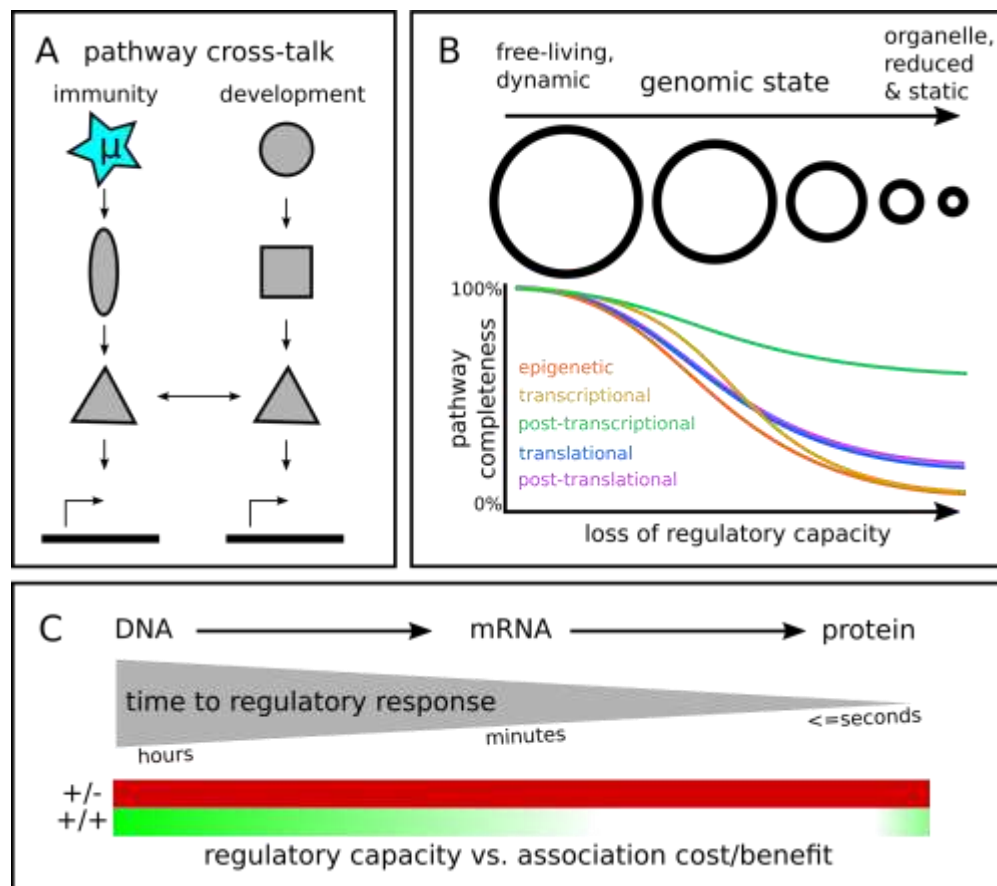 A pathway cross-talk
immunity development
μ
B
free-living,
dynamic
genomic state
organelle,
reduced
& static
100%
pathway
completeness
0%
epigenetic
transcriptional
post-transcriptional
translational
post-translational
loss of regulatory capacity
C
DNA mRNA protein
time to regulatory response
hours minutes <=seconds
+/-
+/+
regulatory capacity vs. association cost/benefit